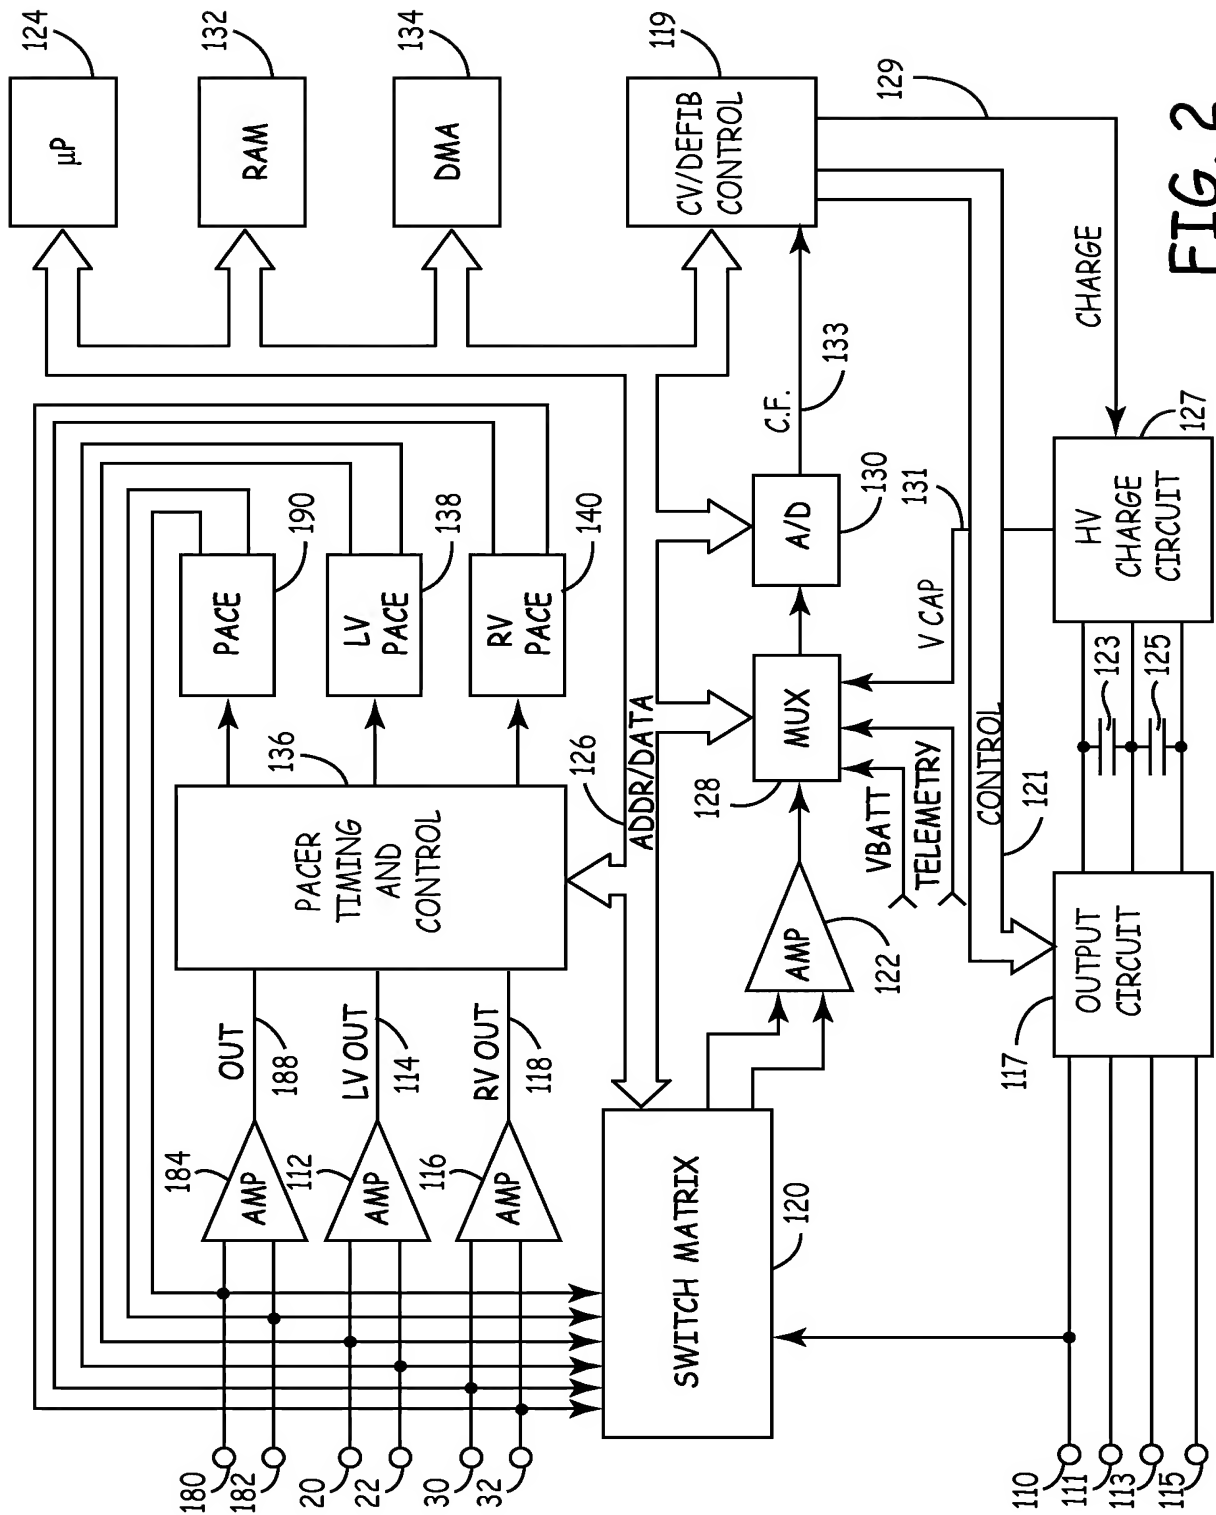 180
182
20
22
30
32
110
111
113
115
184
AMP
112
AMP
116
AMP
OUT
188
LV OUT
114
RV OUT
118
PACER
TIMING
AND
CONTROL
136
PACE
190
LV
PACE
138
RV
PACE
140
126
ADDR/DATA
SWITCH MATRIX
120
AMP
122
128
MUX
VBATT
TELEMETRY
V CAP
131
A/D
130
C.F.
133
CONTROL
121
117
OUTPUT
CIRCUIT
123
125
HV
CHARGE
CIRCUIT
127
CHARGE
129
µP
124
RAM
132
DMA
134
CV/DEFIB
CONTROL
119
FIG. 2